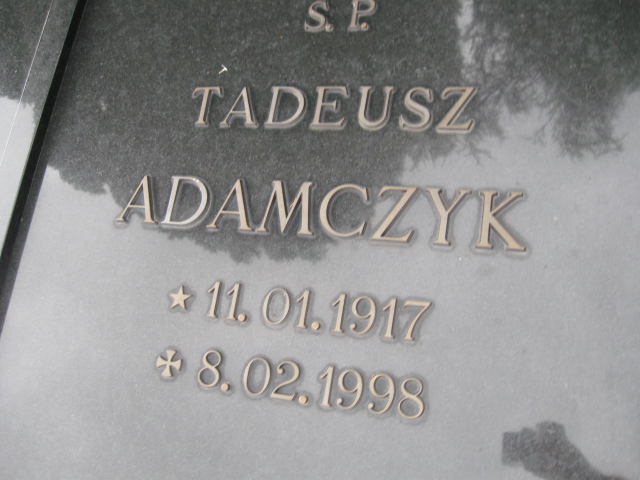 Ś. P.
TADEUSZ
ADAMCZYK
★ 11. 01. 1917
✠ 8. 02. 1998